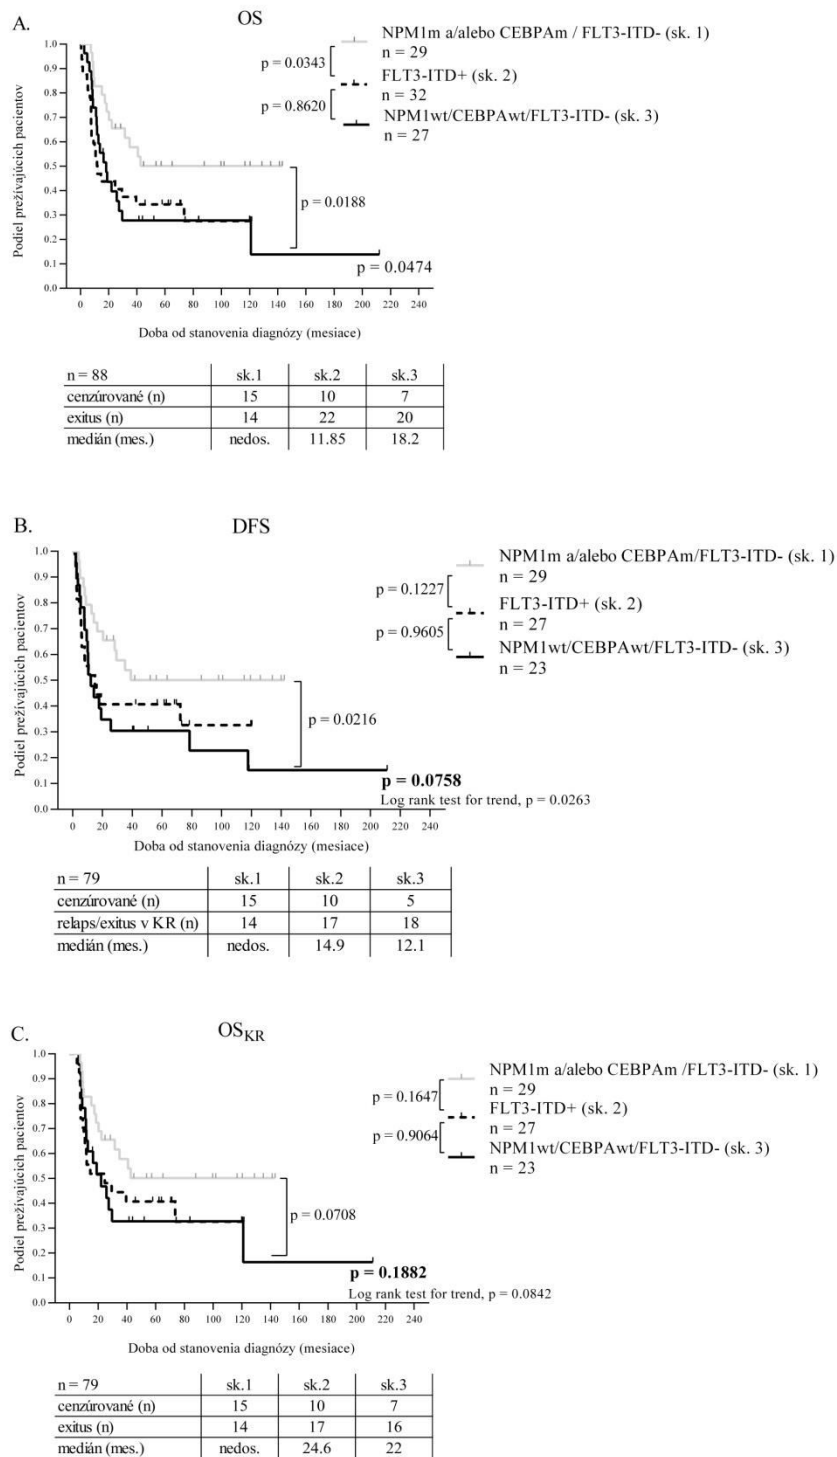 A.
OS
NPM1m a/alebo CEBPAm / FLT3-ITD- (sk. 1)
n = 29
p = 0.0343
FLT3-ITD+ (sk. 2)
n = 32
p = 0.8620
NPM1wt/CEBPAwt/FLT3-ITD- (sk. 3)
n = 27
Podiel prežívajúcich pacientov
1.0
0.9
0.8
0.7
0.6
0.5
0.4
0.3
0.2
0.1
0.0
p = 0.0188
p = 0.0474
0 20 40 60 80 100 120 140 160 180 200 212 240
Doba od stanovenia diagnózy (mesiace)
n = 88 sk.1 sk.2 sk.3
cenzúrované (n) 15 10 7
exitus (n) 14 22 20
medián (mes.) nedos. 11.85 18.2
B.
DFS
NPM1m a/alebo CEBPAm/FLT3-ITD- (sk. 1)
n = 29
p = 0.1227
FLT3-ITD+ (sk. 2)
n = 27
p = 0.9605
NPM1wt/CEBPAwt/FLT3-ITD- (sk. 3)
n = 23
Podiel prežívajúcich pacientov
1.0
0.9
0.8
0.7
0.6
0.5
0.4
0.3
0.2
0.1
0.0
p = 0.0216
p = 0.0758
Log rank test for trend, p = 0.0263
0 20 40 60 80 100 120 140 160 180 200 220 240
Doba od stanovenia diagnózy (mesiace)
n = 79 sk.1 sk.2 sk.3
cenzúrované (n) 15 10 5
relaps/exitus v KR (n) 14 17 18
medián (mes.) nedos. 14.9 12.1
C.
OSKR
NPM1m a/alebo CEBPAm /FLT3-ITD- (sk. 1)
n = 29
p = 0.1647
FLT3-ITD+ (sk. 2)
n = 27
p = 0.9064
NPM1wt/CEBPAwt/FLT3-ITD- (sk. 3)
n = 23
Podiel prežívajúcich pacientov
1.0
0.9
0.8
0.7
0.6
0.5
0.4
0.3
0.2
0.1
0.0
p = 0.0708
p = 0.1882
Log rank test for trend, p = 0.0842
0 20 40 60 80 100 120 140 160 180 200 220 240
Doba od stanovenia diagnózy (mesiace)
n = 79 sk.1 sk.2 sk.3
cenzúrované (n) 15 10 7
exitus (n) 14 17 16
medián (mes.) nedos. 24.6 22